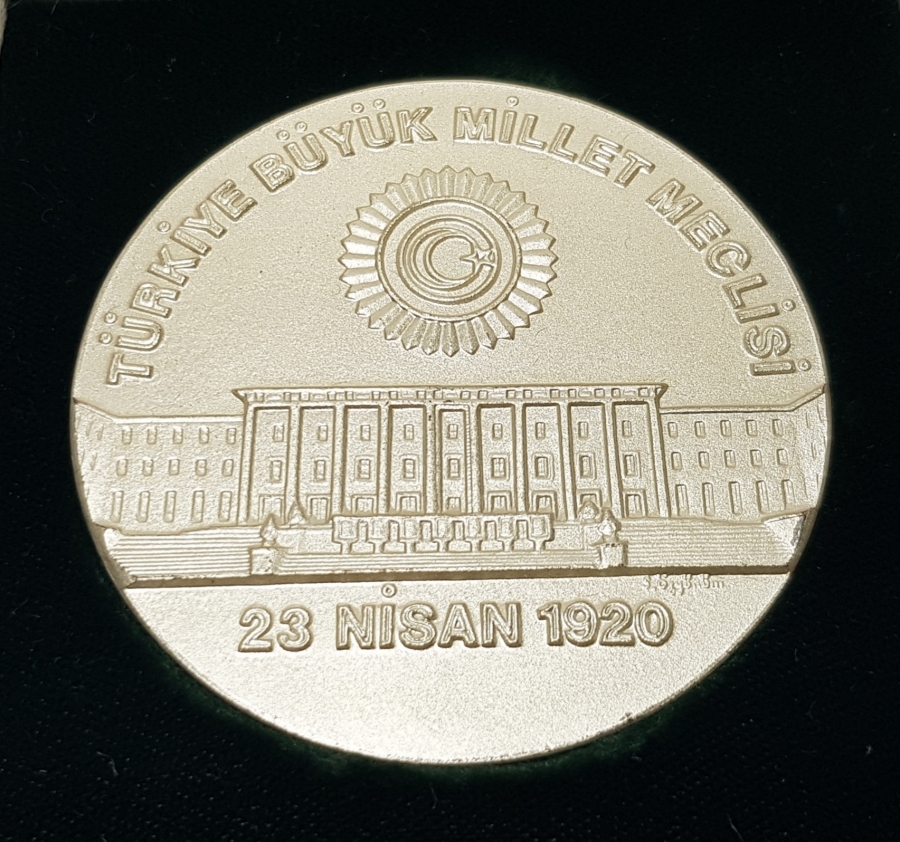 TÜRKİYE BÜYÜK MİLLET MECLİSİ
23 NİSAN 1920